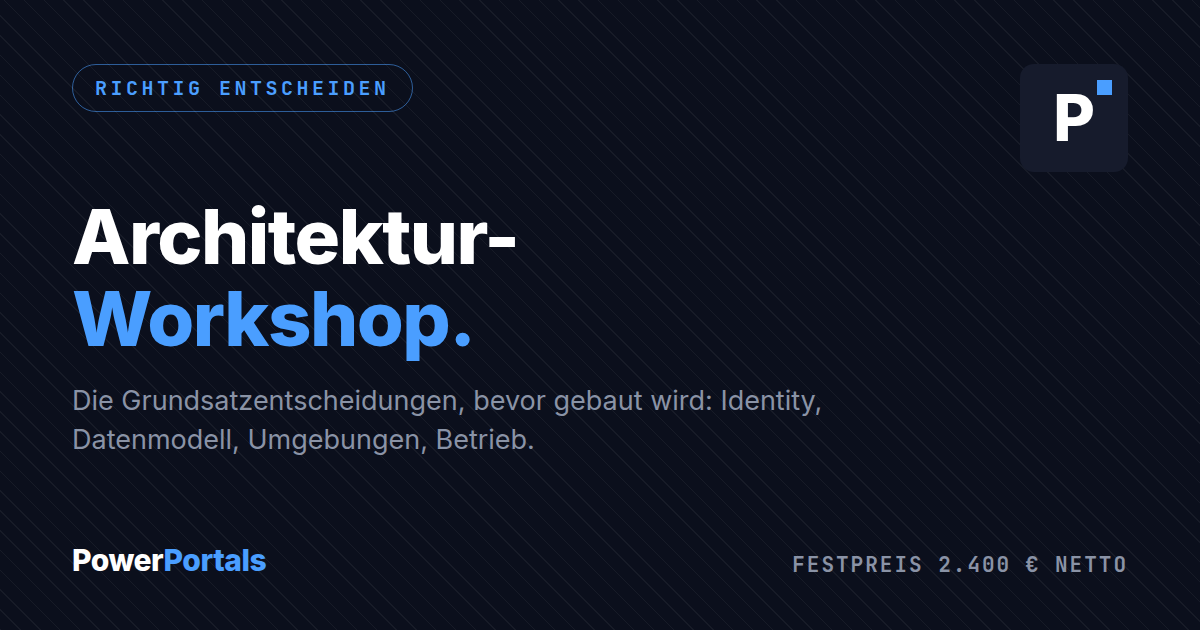 RICHTIG ENTSCHEIDEN
P
Architektur-
Workshop.
Die Grundsatzentscheidungen, bevor gebaut wird: Identity,
Datenmodell, Umgebungen, Betrieb.
PowerPortals
FESTPREIS 2.400 € NETTO